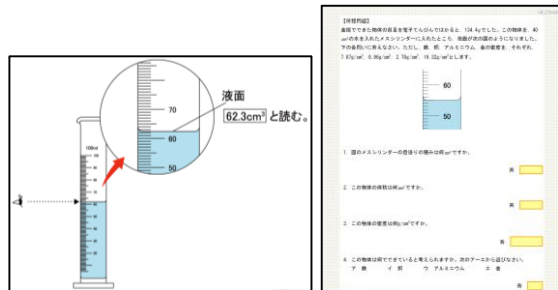 100ml
70
60
50
液面
62.3cm³ と読む。
【練習問題】
金属でできた物体の質量を電子てんびんではかると、124.4gでした。この物体を、40
の水を入れたメスシリンダーに入れたところ、液面が次の図のようになりました。
下の各問いに答えなさい。ただし、鉄、銅、アルミニウム、金の密度を、それぞれ、
7.87g/cm³、8.96g/cm³、2.70g/cm³、19.32g/cm³とします。
60
50
1. 図のメスシリンダーの目盛りの幅みは何cm³ですか。
答
2. この物体の体積は何cm³ですか。
答
3. この物体の密度は何g/cm³ですか。
答
4. この物体は何でできていると考えられますか。次のア～エから選びなさい。
ア 鉄 イ 銅 ウ アルミニウム エ 金
答